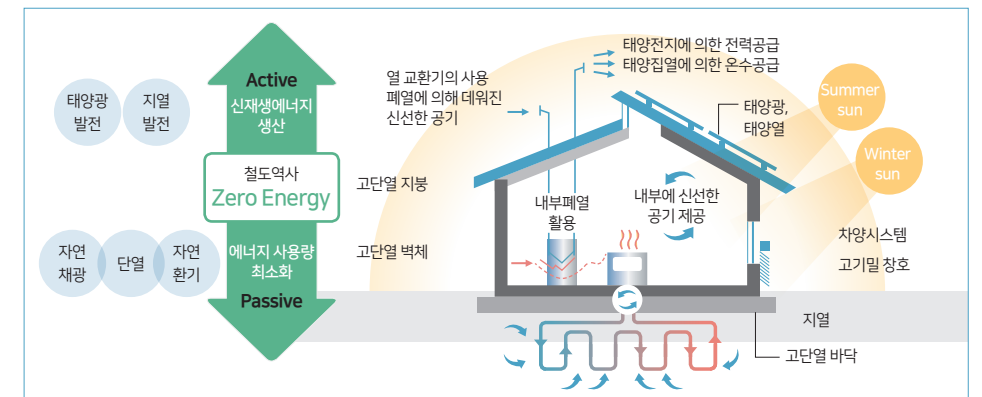 Active
신재생에너지
생산
태양광
발전
지열
발전
철도역사
Zero Energy
자연
채광
단열
자연
환기
에너지 사용량
최소화
Passive
열 교환기의 사용
폐열에 의해 데워진
신선한 공기
태양전지에 의한 전력공급
태양집열에 의한 온수공급
태양광,
태양열
Summer
sun
Winter
sun
고단열 지붕
고단열 벽체
내부폐열
활용
내부에 신선한
공기 제공
차양시스템
고기밀 창호
지열
고단열 바닥